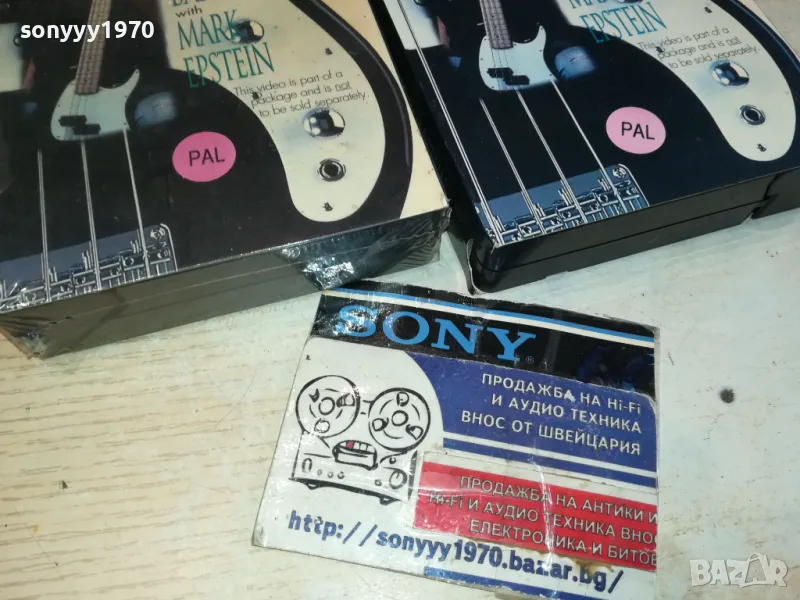 sonyyy1970
with
MARK
EPSTEIN
This video is part of a
package and is not
to be sold separately.
PAL
EPSTEIN
This video is part of a
package and is not
to be sold separately.
PAL
SONY
ПРОДАЖБА НА Hi-Fi
И АУДИО ТЕХНИКА
ВНОС ОТ ШВЕЙЦАРИЯ
ПРОДАЖБА НА АНТИКИ И
Hi-Fi И АУДИО ТЕХНИКА ВНОС
ЕЛЕКТРОНИКА И БИТОВ
http://sonyyy1970.bazar.bg/
BAZAR